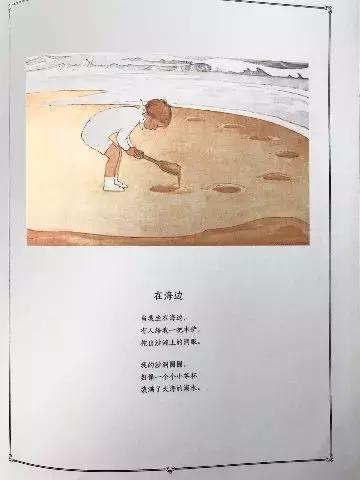 在海边
当我坐在海边，
有人给我一把木铲，
挖出沙滩上的洞眼。
我的沙洞圆圆，
好像一个个小茶杯
装满了大海的潮水。